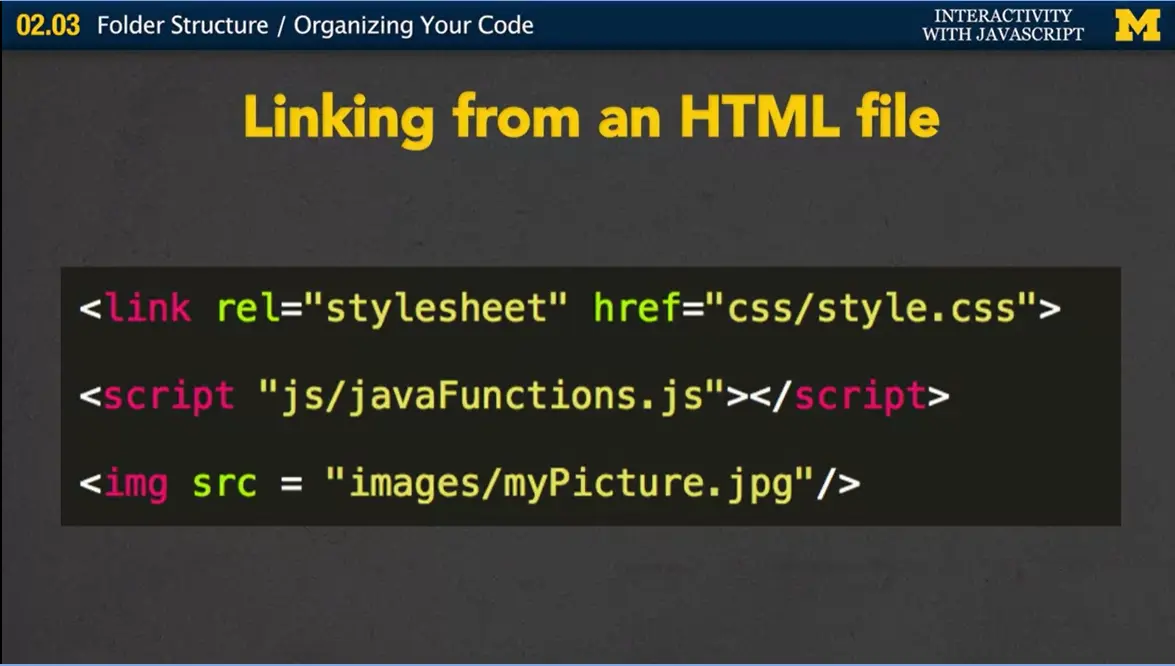 02.03 Folder Structure / Organizing Your Code
INTERACTIVITY
WITH JAVASCRIPT
M
Linking from an HTML file
<link rel="stylesheet" href="css/style.css">
<script "js/javaFunctions.js"></script>
<img src = "images/myPicture.jpg"/>